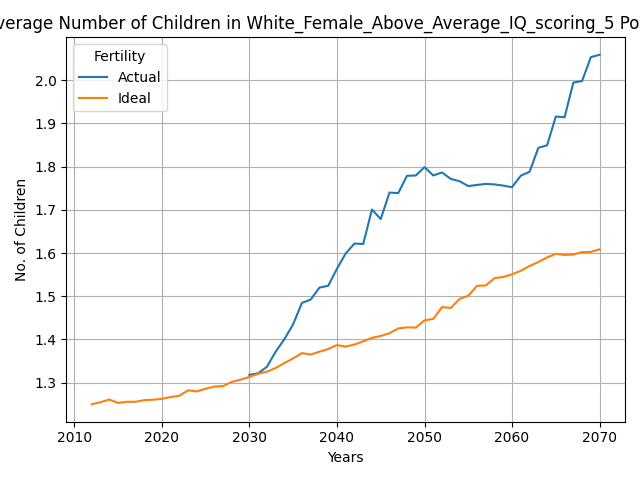 verage Number of Children in White_Female_Above_Average_IQ_scoring_5 Po
Fertility
Actual
Ideal
2.0
1.9
1.8
1.7
1.6
1.5
1.4
1.3
No. of Children
2010 2020 2030 2040 2050 2060 2070
Years